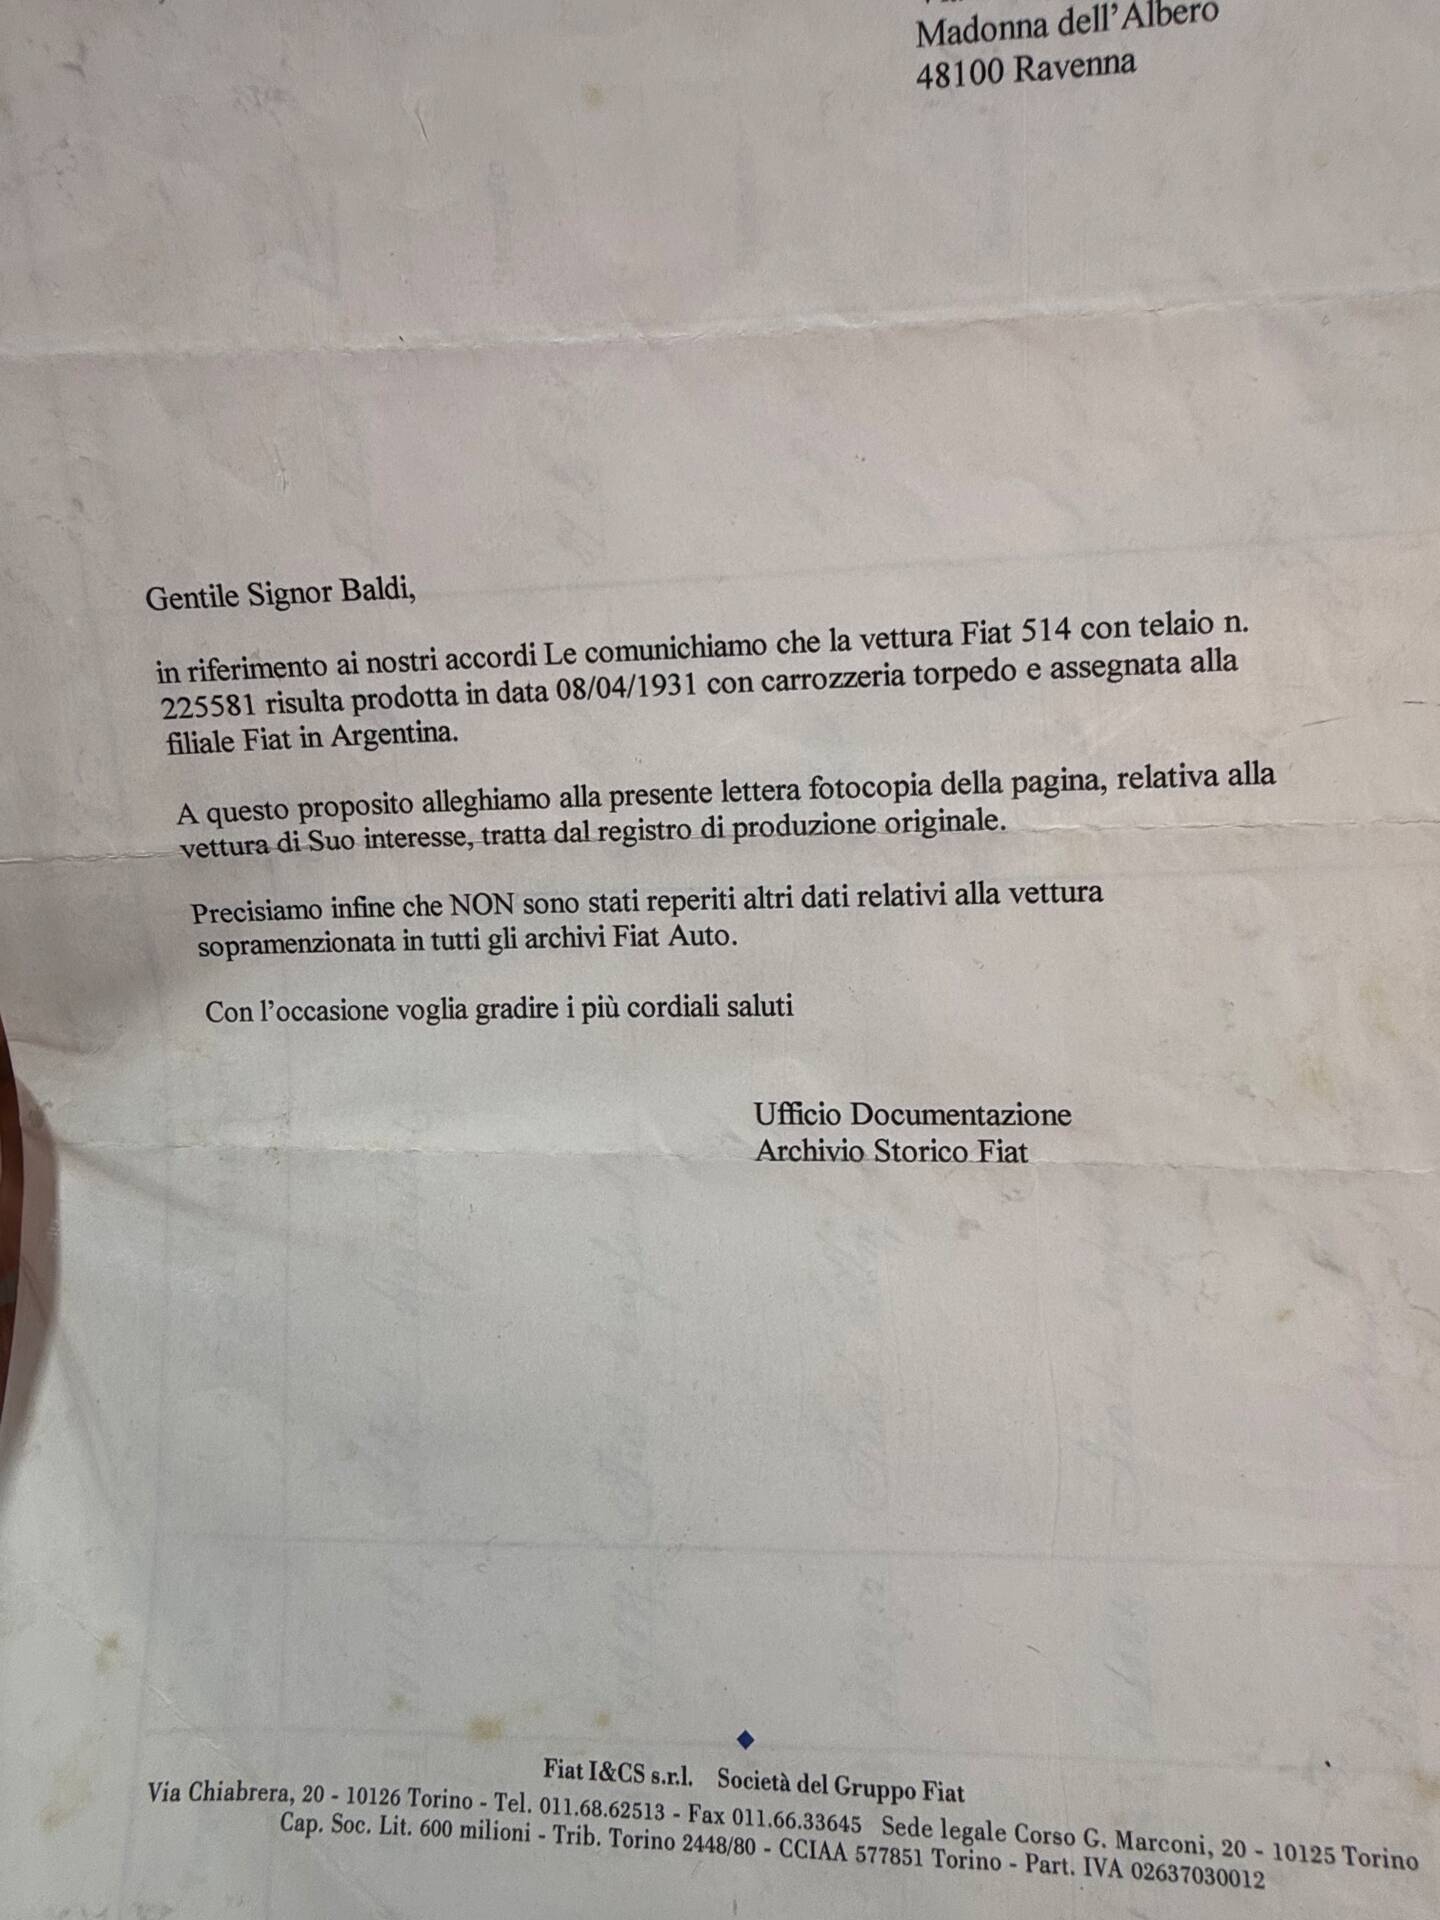 Madonna dell'Albero
48100 Ravenna
Gentile Signor Baldi,
in riferimento ai nostri accordi Le comunichiamo che la vettura Fiat 514 con telaio n.
225581 risulta prodotta in data 08/04/1931 con carrozzeria torpedo e assegnata alla
filiale Fiat in Argentina.
A questo proposito alleghiamo alla presente lettera fotocopia della pagina, relativa alla
vettura di Suo interesse, tratta dal registro di produzione originale.
Precisiamo infine che NON sono stati reperiti altri dati relativi alla vettura
sopramenzionata in tutti gli archivi Fiat Auto.
Con l'occasione voglia gradire i più cordiali saluti
Ufficio Documentazione
Archivio Storico Fiat
Fiat I&CS s.r.l. Società del Gruppo Fiat
Via Chiabrera, 20 - 10126 Torino - Tel. 011.68.62513 - Fax 011.66.33645 Sede legale Corso G. Marconi, 20 - 10125 Torino
Cap. Soc. Lit. 600 milioni - Trib. Torino 2448/80 - CCIAA 577851 Torino - Part. IVA 02637030012